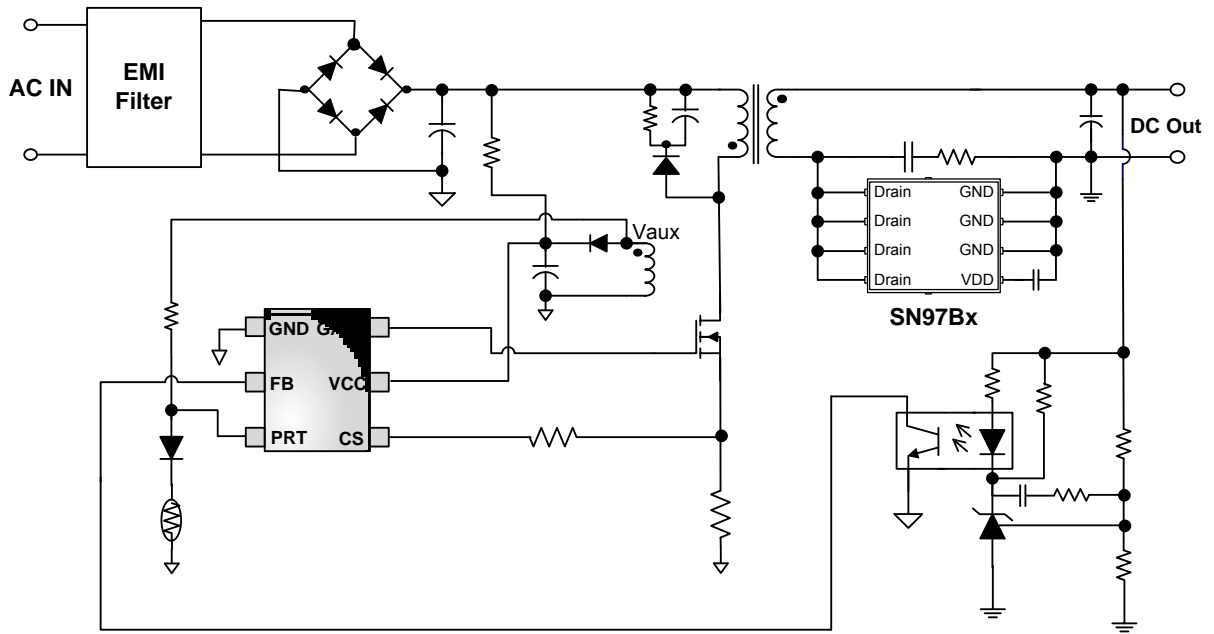 AC IN
EMI
Filter
DC Out
Drain GND
Drain GND
Drain GND
Drain VDD
SN97Bx
Vaux
GND
FB VCC
PRT CS